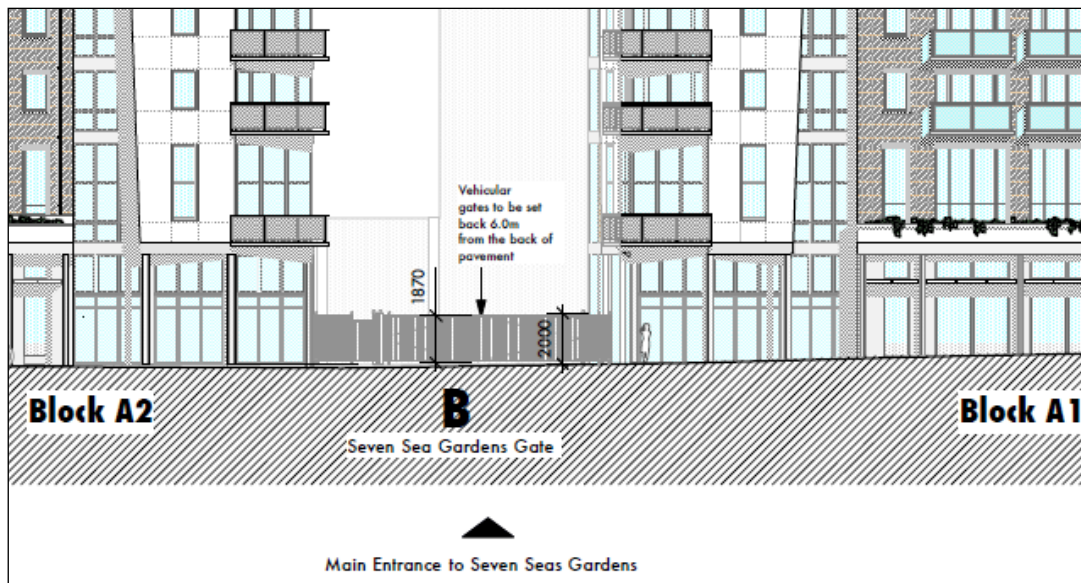 Vehicular
gates to be set
back 6.0m
from the back of
pavement
1870
2000
Block A2
B
Block A1
Seven Sea Gardens Gate
Main Entrance to Seven Seas Gardens